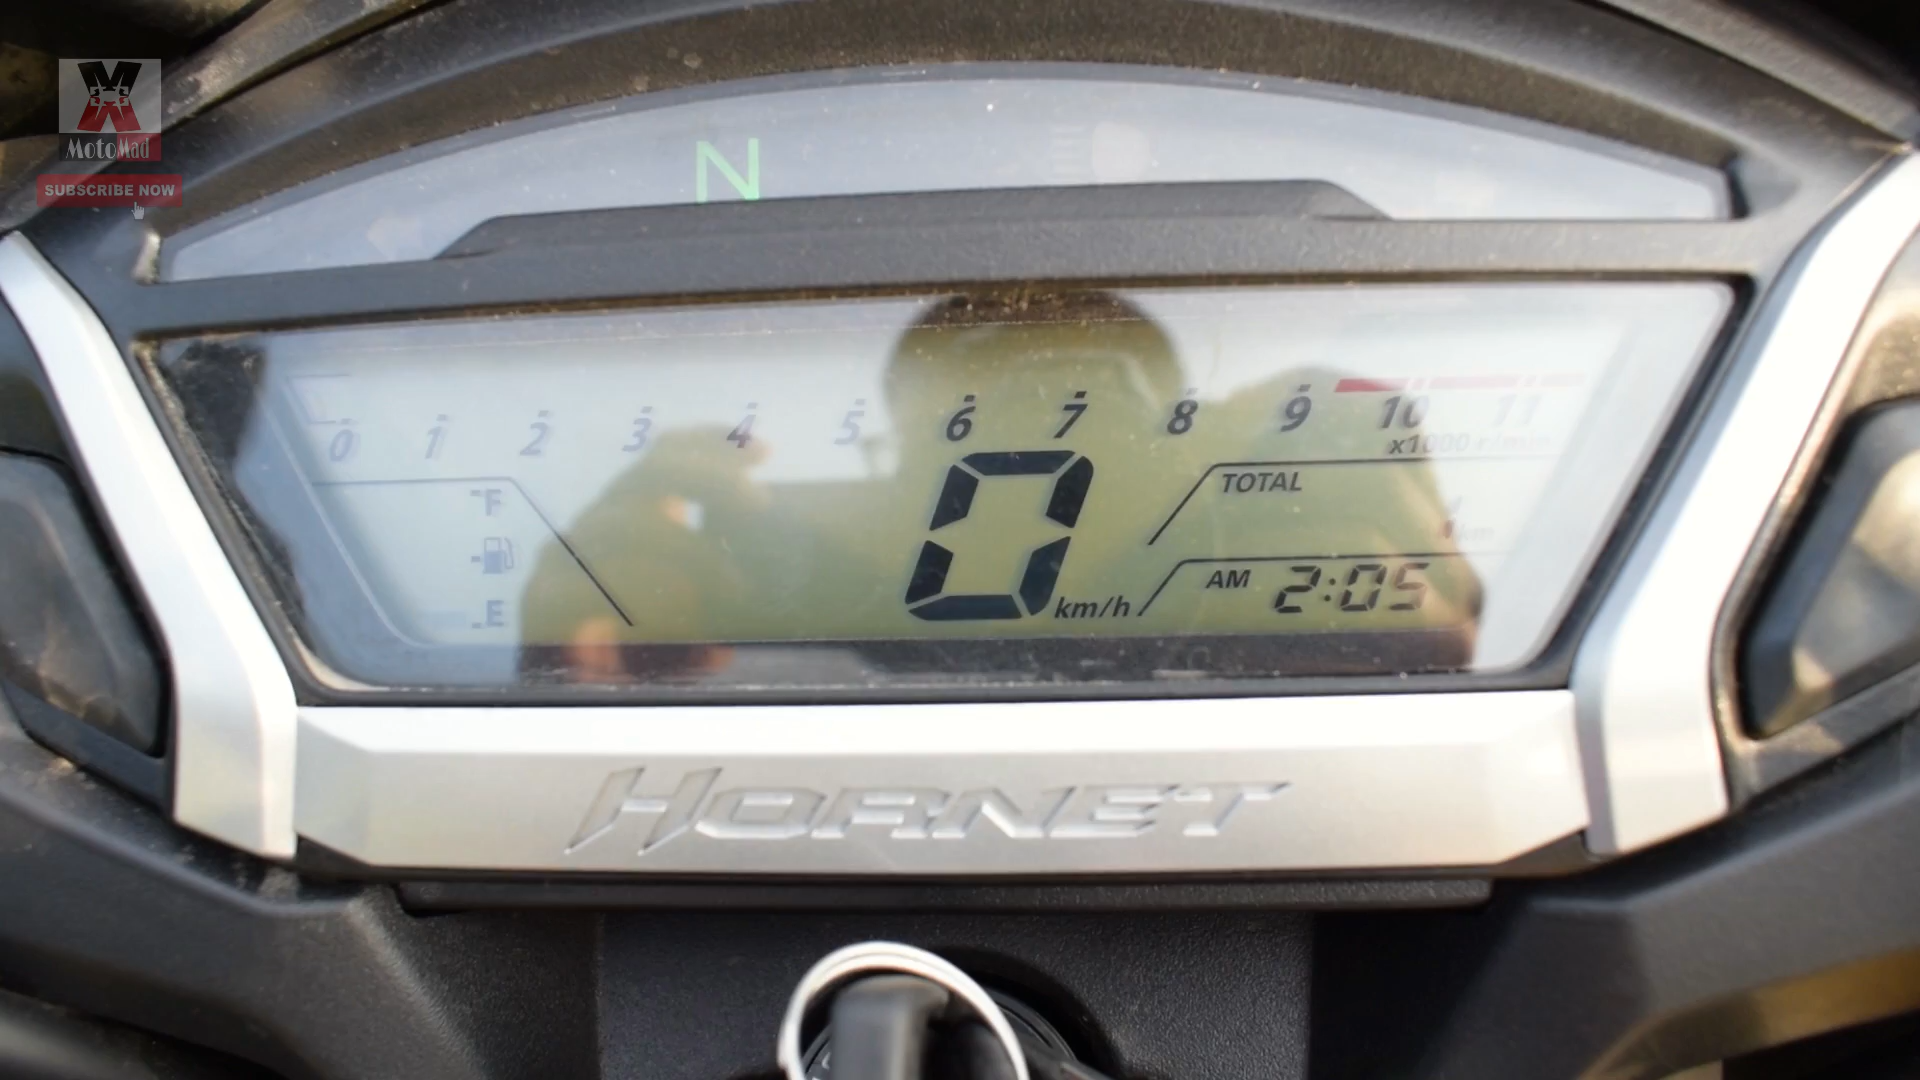 MotoMad
SUBSCRIBE NOW
N
0 1 2 3 4 5 6 7 8 9 10 11
x1000 r/min
F
E
0 km/h
TOTAL
km
AM 2:05
HORNET